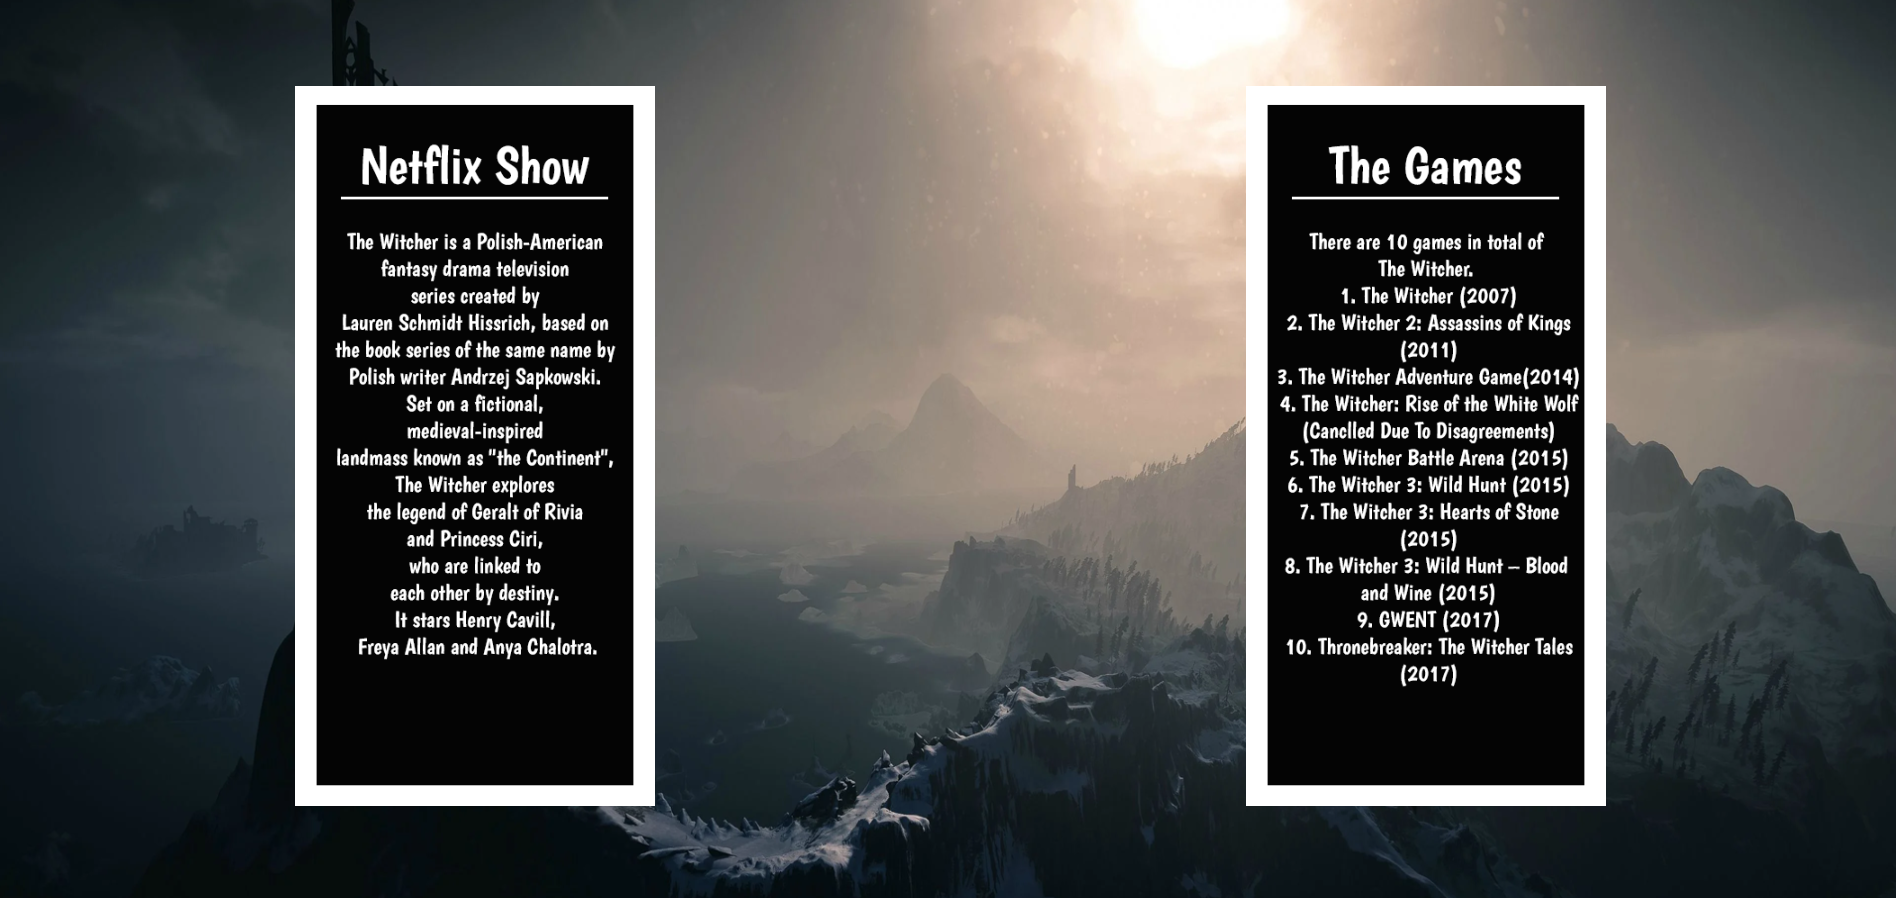 Netflix Show
The Witcher is a Polish-American
fantasy drama television
series created by
Lauren Schmidt Hissrich, based on
the book series of the same name by
Polish writer Andrzej Sapkowski.
Set on a fictional,
medieval-inspired
landmass known as "the Continent",
The Witcher explores
the legend of Geralt of Rivia
and Princess Ciri,
who are linked to
each other by destiny.
It stars Henry Cavill,
Freya Allan and Anya Chalotra.
The Games
There are 10 games in total of
The Witcher.
1. The Witcher (2007)
2. The Witcher 2: Assassins of Kings
(2011)
3. The Witcher Adventure Game(2014)
4. The Witcher: Rise of the White Wolf
(Canclled Due To Disagreements)
5. The Witcher Battle Arena (2015)
6. The Witcher 3: Wild Hunt (2015)
7. The Witcher 3: Hearts of Stone
(2015)
8. The Witcher 3: Wild Hunt – Blood
and Wine (2015)
9. GWENT (2017)
10. Thronebreaker: The Witcher Tales
(2017)